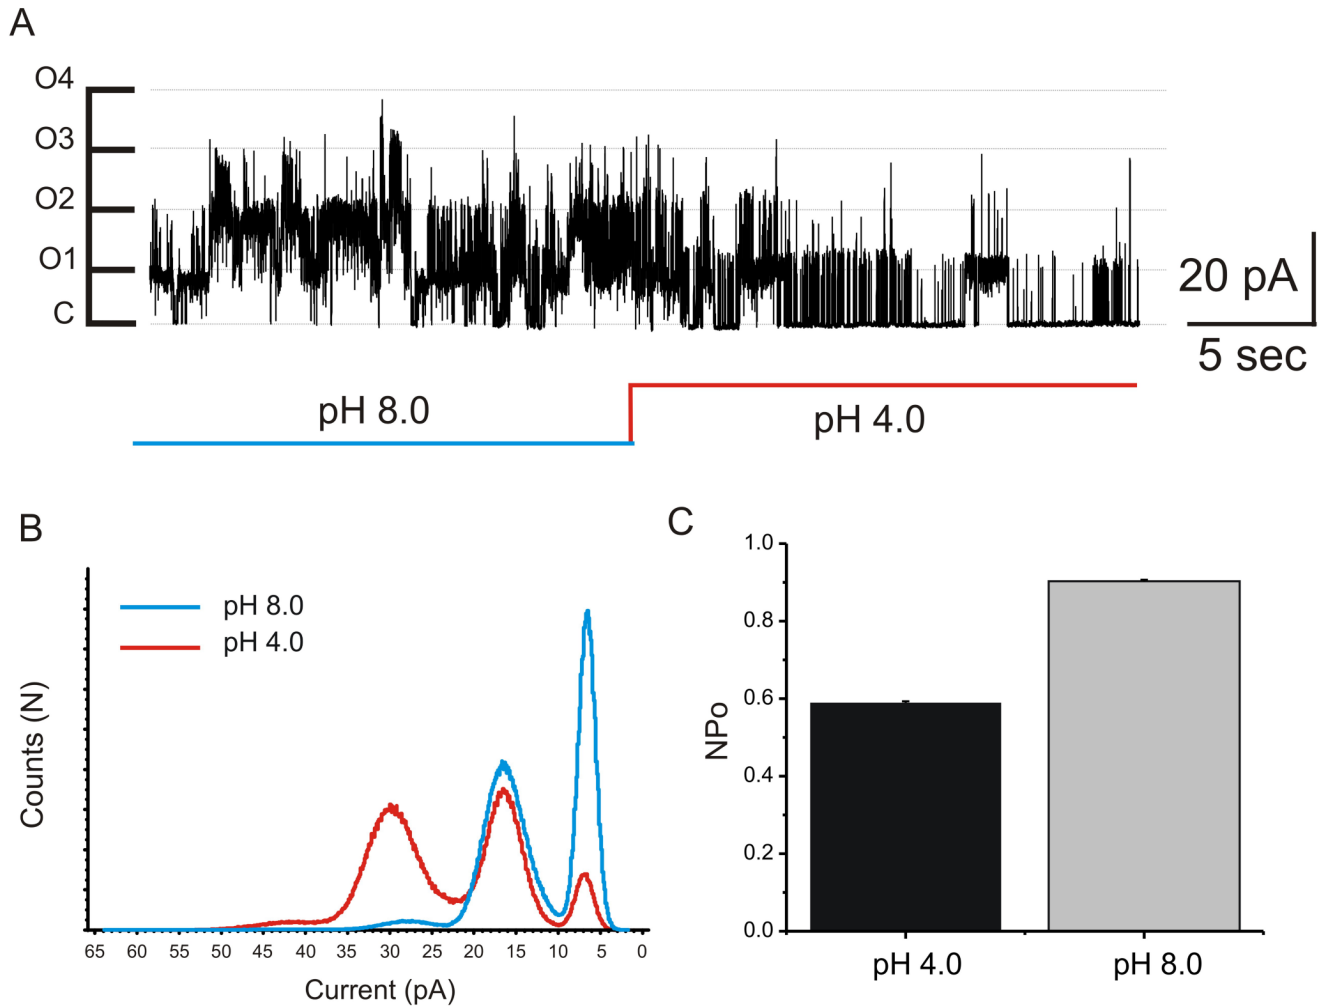 A
O4
O3
O2
O1
C
20 pA
5 sec
pH 8.0
pH 4.0
B
pH 8.0
pH 4.0
Counts (N)
65 60 55 50 45 40 35 30 25 20 15 10 5 0
Current (pA)
C
1.0
0.8
0.6
0.4
0.2
0.0
NPo
pH 4.0 pH 8.0